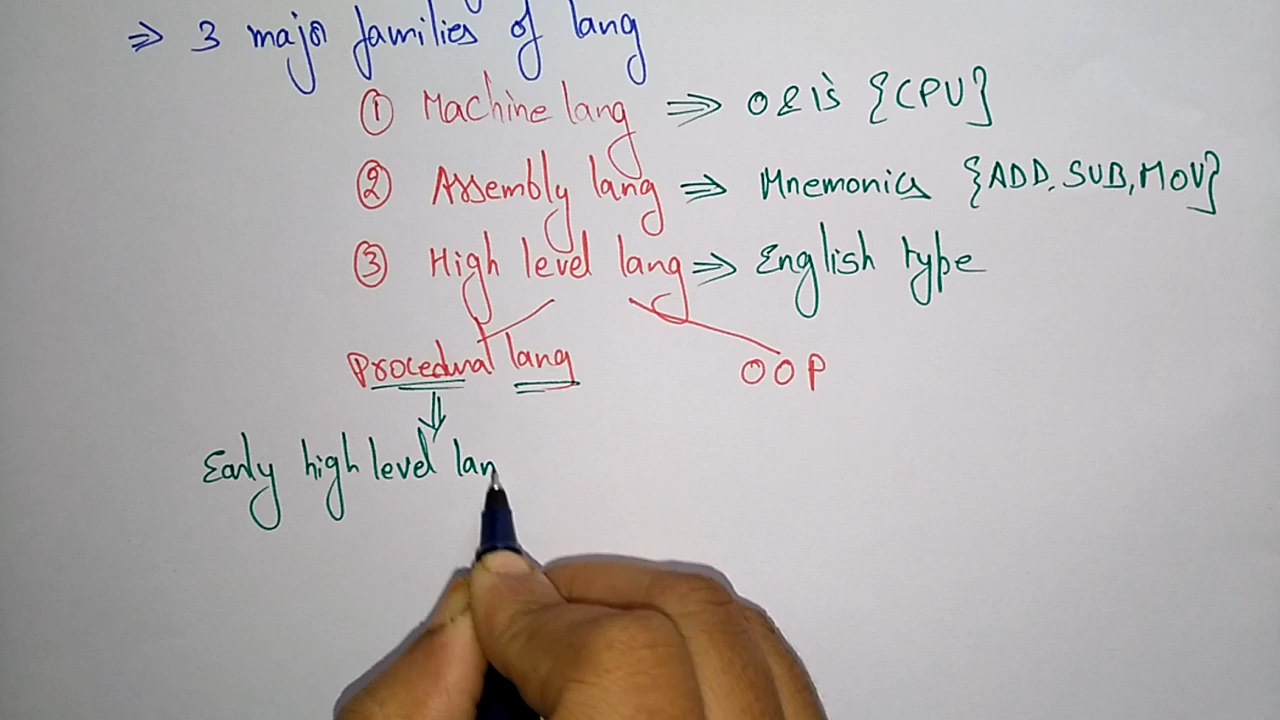 ⇒ 3 major families of lang
① Machine lang ⇒ 0 & 1's {CPU}
② Assembly lang ⇒ Mnemonics {ADD, SUB, MOV}
③ High level lang ⇒ English type
Procedural lang OOP
Early high level lan